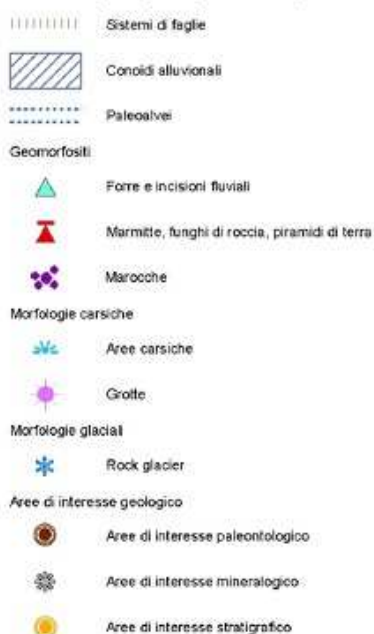 Sistemi di faglie
Conoidi alluvionali
Paleoalvei
Geomorfositi
Forre e incisioni fluviali
Marmitte, funghi di roccia, piramidi di terra
Marocche
Morfologie carsiche
Aree carsiche
Grotte
Morfologie glaciali
Rock glacier
Aree di interesse geologico
Aree di interesse paleontologico
Aree di interesse mineralogico
Aree di interesse stratigrafico